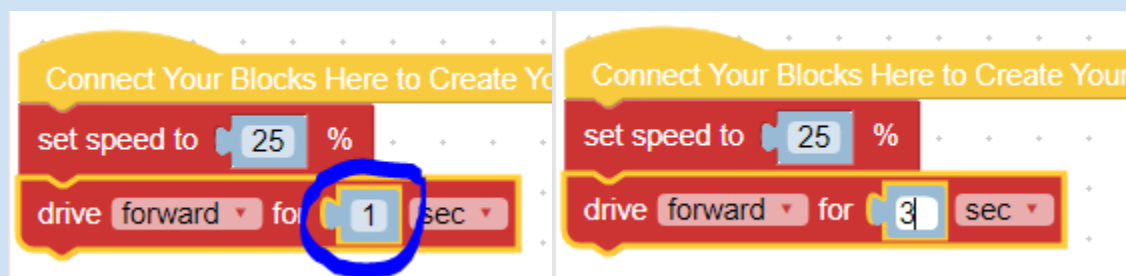 Connect Your Blocks Here to Create Yo
set speed to 25 %
drive forward for 1 sec
Connect Your Blocks Here to Create Your
set speed to 25 %
drive forward for 3 sec